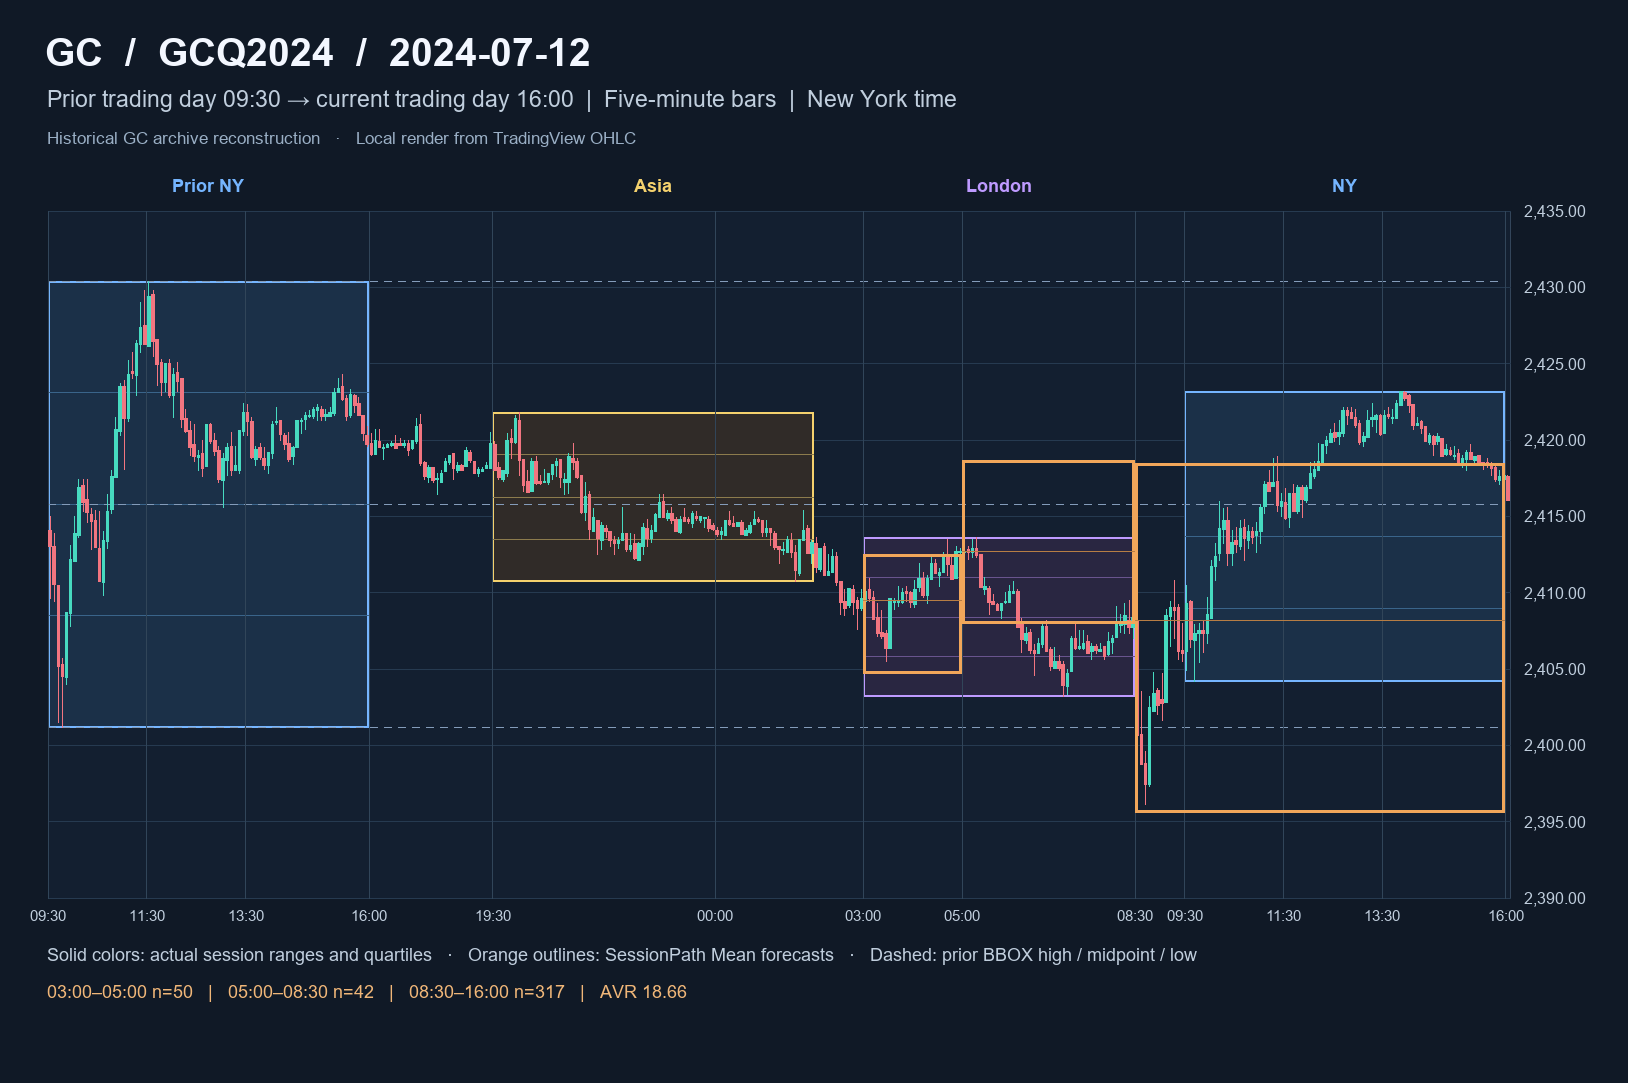 GC / GCQ2024 / 2024-07-12
Prior trading day 09:30 → current trading day 16:00 | Five-minute bars | New York time
Historical GC archive reconstruction · Local render from TradingView OHLC
Prior NY Asia London NY
2,435.00
2,430.00
2,425.00
2,420.00
2,415.00
2,410.00
2,405.00
2,400.00
2,395.00
2,390.00
09:30 11:30 13:30 16:00 19:30 00:00 03:00 05:00 08:30 09:30 11:30 13:30 16:00
Solid colors: actual session ranges and quartiles · Orange outlines: SessionPath Mean forecasts · Dashed: prior BBOX high / midpoint / low
03:00–05:00 n=50 | 05:00–08:30 n=42 | 08:30–16:00 n=317 | AVR 18.66